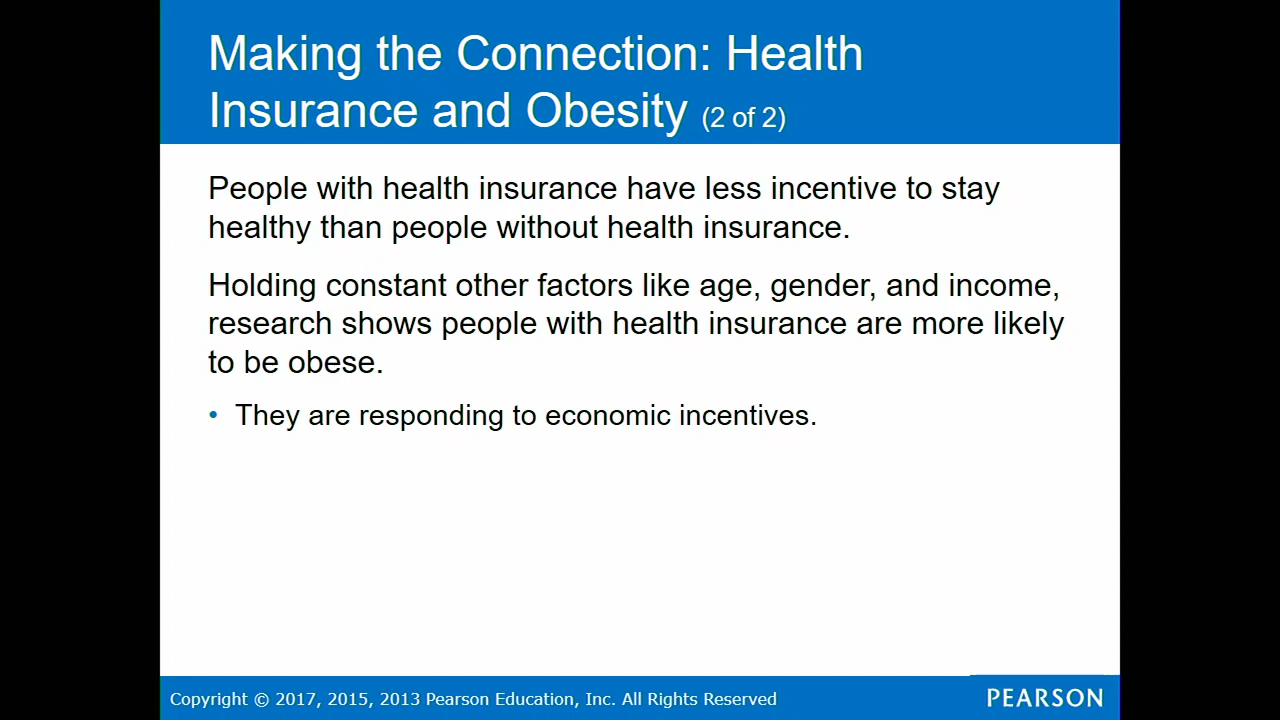 Making the Connection: Health
Insurance and Obesity (2 of 2)
People with health insurance have less incentive to stay
healthy than people without health insurance.
Holding constant other factors like age, gender, and income,
research shows people with health insurance are more likely
to be obese.
• They are responding to economic incentives.
Copyright © 2017, 2015, 2013 Pearson Education, Inc. All Rights Reserved
PEARSON